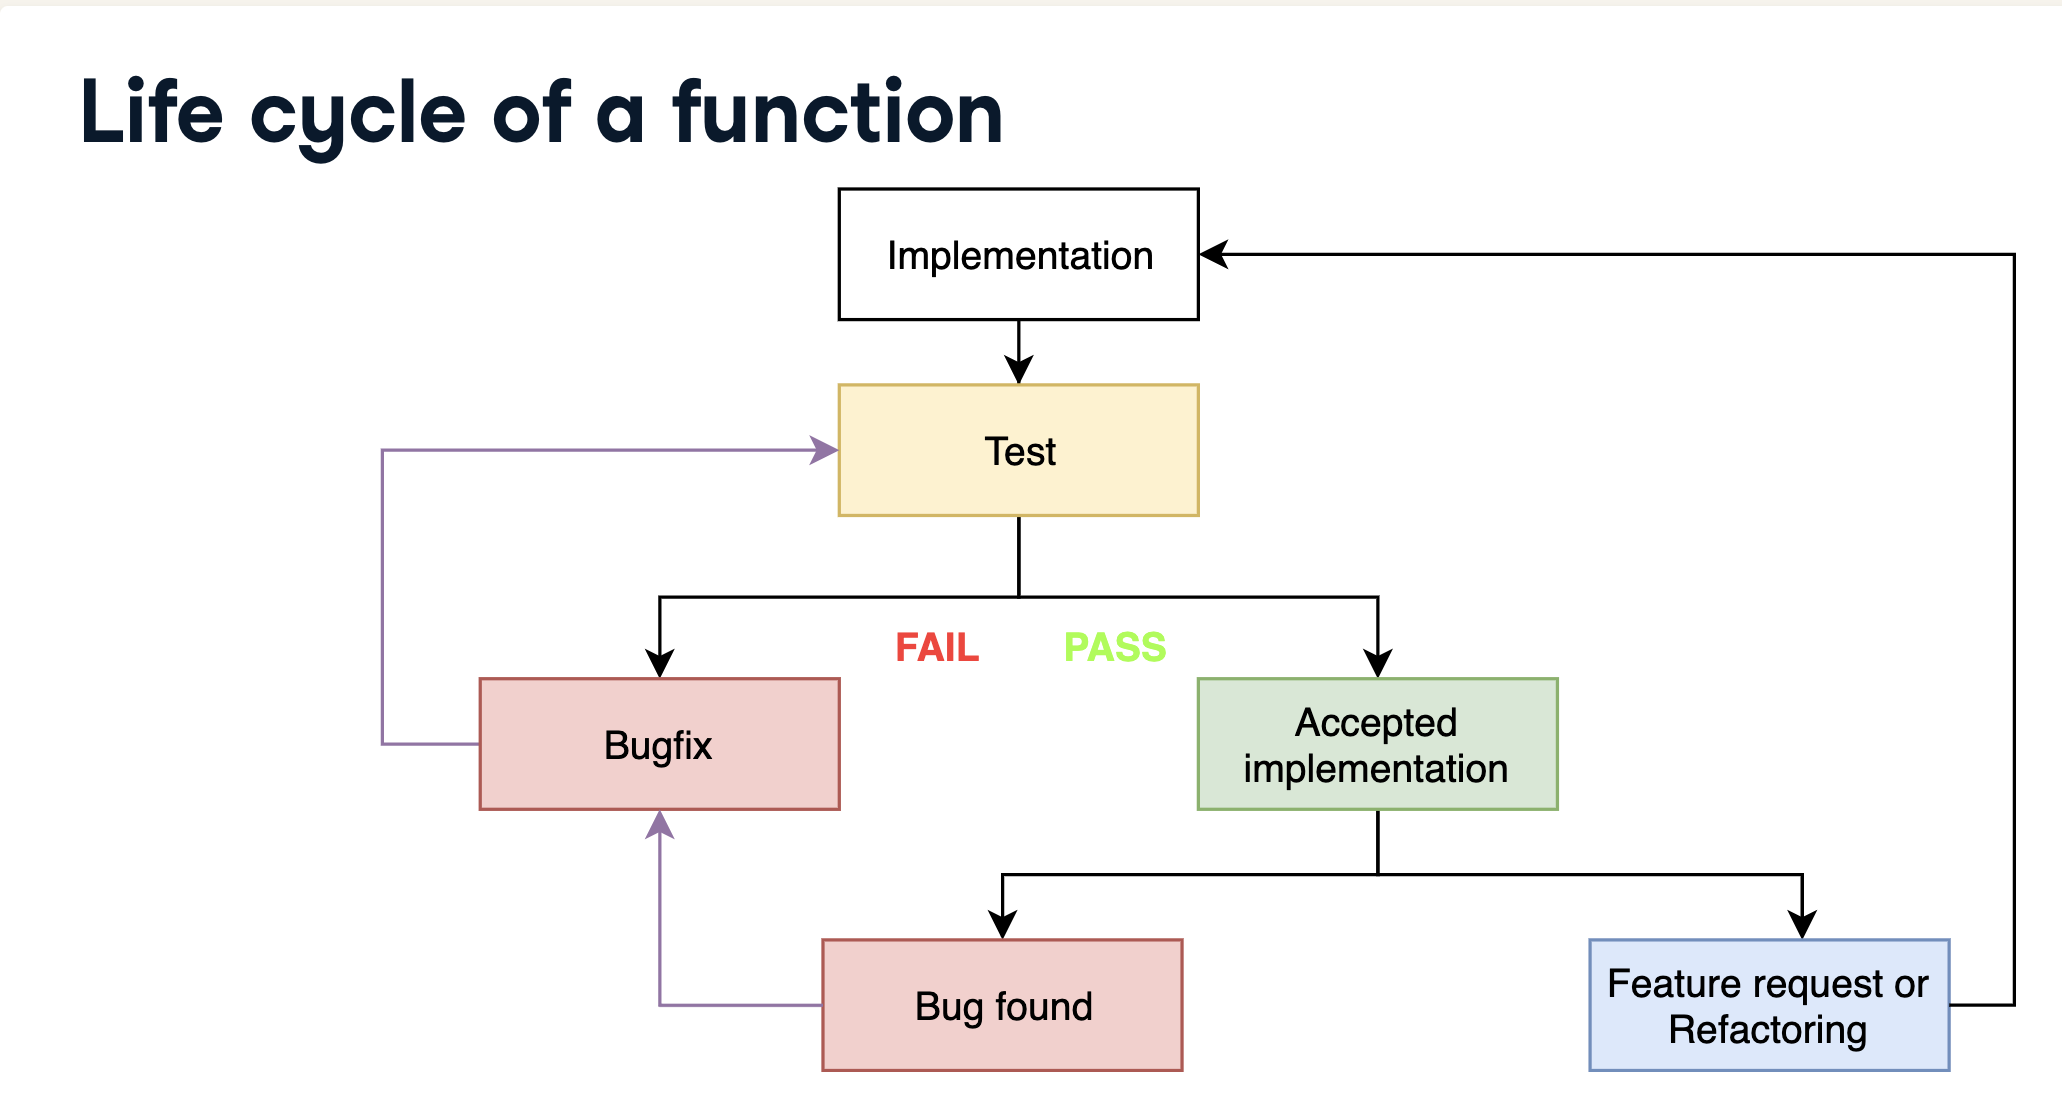 Life cycle of a function
Implementation
Test
FAIL
PASS
Bugfix
Accepted
implementation
Bug found
Feature request or
Refactoring